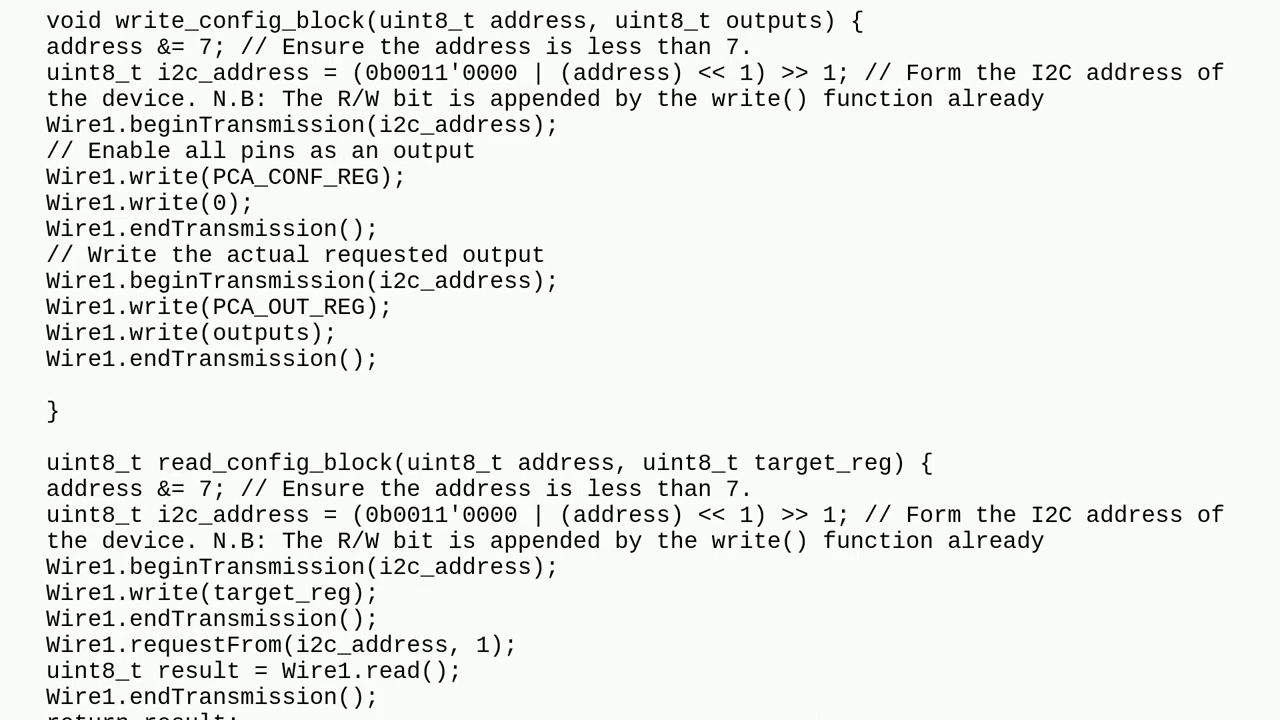 void write_config_block(uint8_t address, uint8_t outputs) {
address &= 7; // Ensure the address is less than 7.
uint8_t i2c_address = (0b0011'0000 | (address) << 1) >> 1; // Form the I2C address of
the device. N.B: The R/W bit is appended by the write() function already
Wire1.beginTransmission(i2c_address);
// Enable all pins as an output
Wire1.write(PCA_CONF_REG);
Wire1.write(0);
Wire1.endTransmission();
// Write the actual requested output
Wire1.beginTransmission(i2c_address);
Wire1.write(PCA_OUT_REG);
Wire1.write(outputs);
Wire1.endTransmission();
}
uint8_t read_config_block(uint8_t address, uint8_t target_reg) {
address &= 7; // Ensure the address is less than 7.
uint8_t i2c_address = (0b0011'0000 | (address) << 1) >> 1; // Form the I2C address of
the device. N.B: The R/W bit is appended by the write() function already
Wire1.beginTransmission(i2c_address);
Wire1.write(target_reg);
Wire1.endTransmission();
Wire1.requestFrom(i2c_address, 1);
uint8_t result = Wire1.read();
Wire1.endTransmission();
return result;